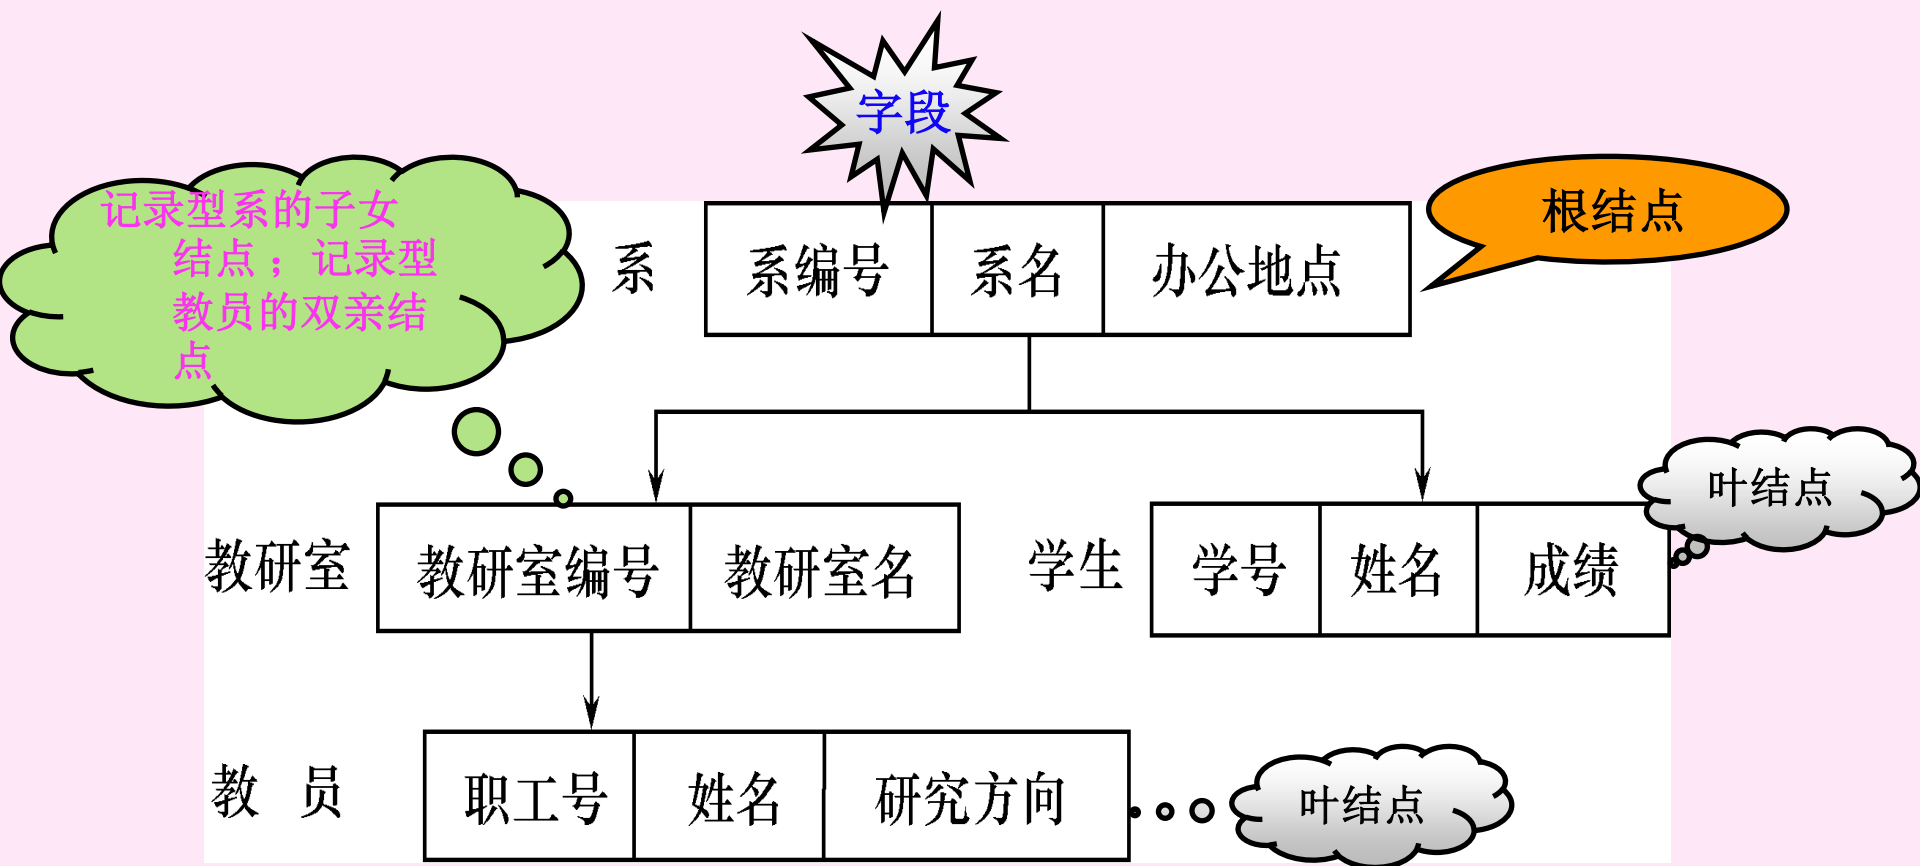 字段
记录型系的子女
结点；记录型
教员的双亲结
点
根结点
系 系编号 系名 办公地点
叶结点
教研室 教研室编号 教研室名
学生 学号 姓名 成绩
教 员 职工号 姓名 研究方向
叶结点